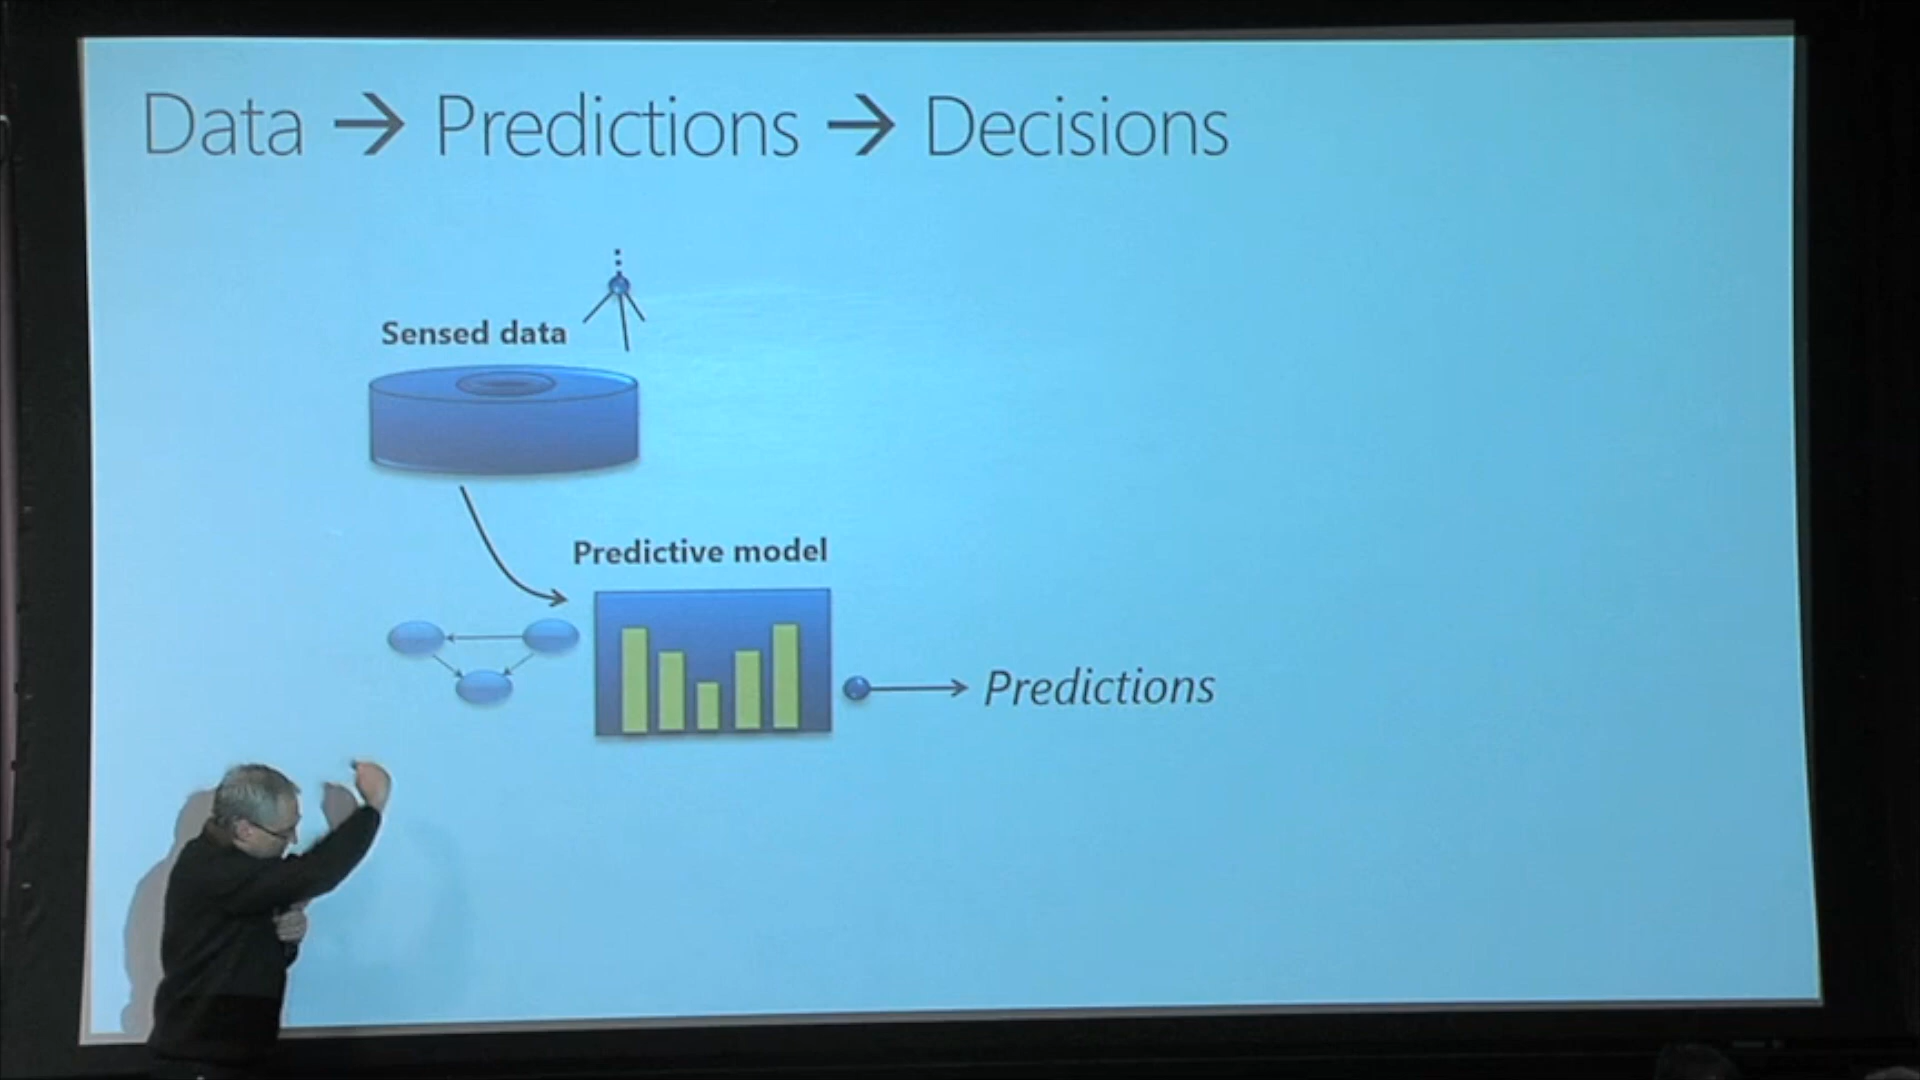 Data → Predictions → Decisions
Sensed data
Predictive model
Predictions